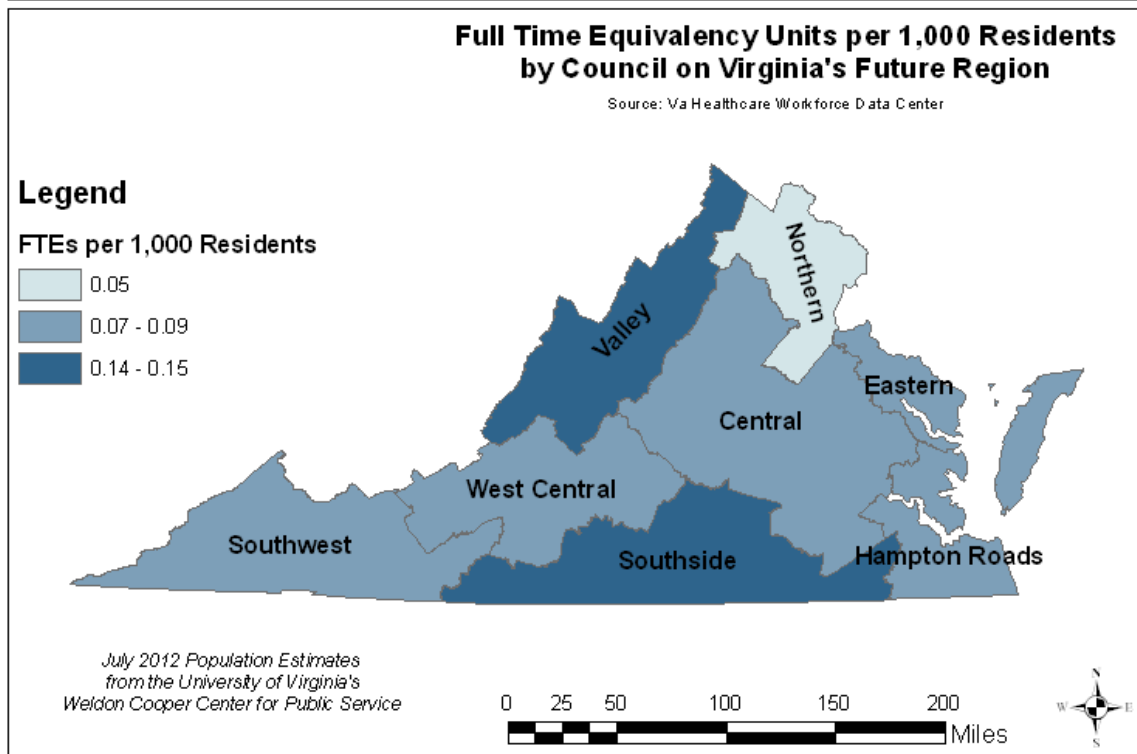 Full Time Equivalency Units per 1,000 Residents
by Council on Virginia's Future Region
Source: Va Healthcare Workforce Data Center
Legend
FTEs per 1,000 Residents
0.05
0.07 - 0.09
0.14 - 0.15
Northern
Valley
Eastern
Central
West Central
Southwest
Southside
Hampton Roads
July 2012 Population Estimates
from the University of Virginia's
Weldon Cooper Center for Public Service
0 25 50 100 150 200
Miles
N
W E
S